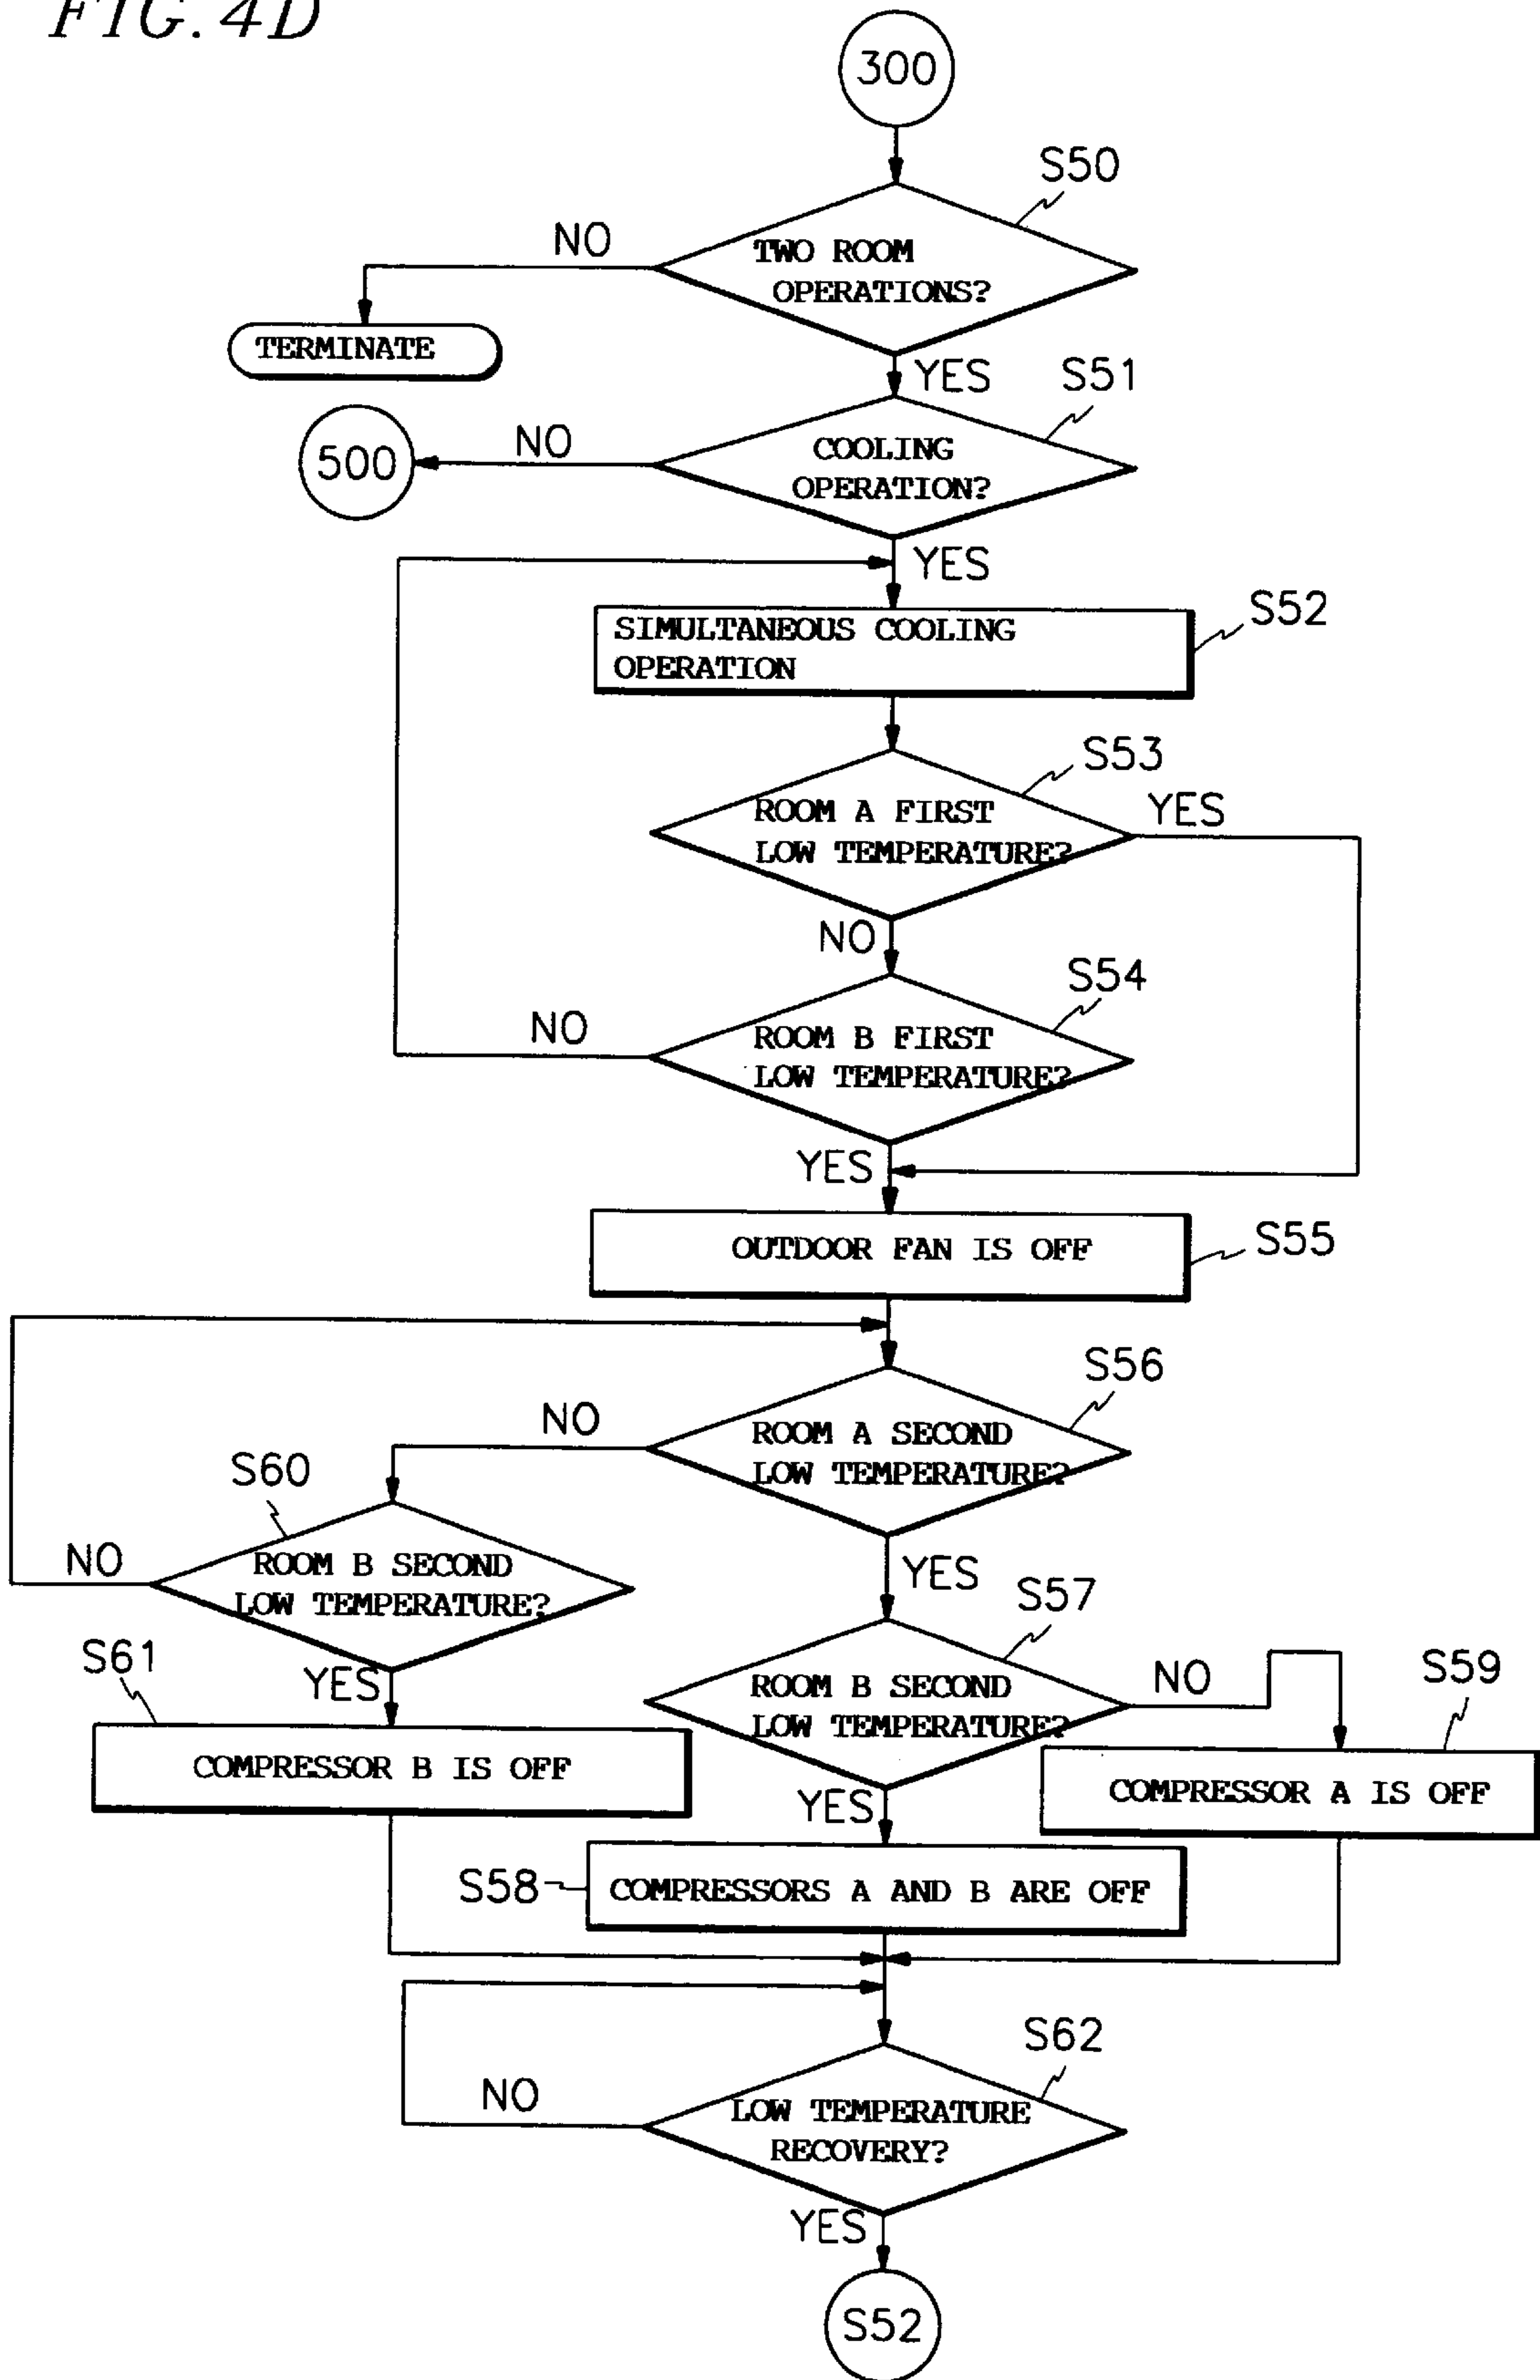 FIG. 4D
300
S50
NO
TWO ROOM
OPERATIONS?
TERMINATE
YES
S51
500
NO
COOLING
OPERATION?
YES
S52
SIMULTANEOUS COOLING
OPERATION
S53
YES
ROOM A FIRST
LOW TEMPERATURE?
NO
S54
NO
ROOM B FIRST
LOW TEMPERATURE?
YES
OUTDOOR FAN IS OFF
S55
S56
NO
ROOM A SECOND
LOW TEMPERATURE?
S60
NO
ROOM B SECOND
LOW TEMPERATURE?
YES
S57
S61
YES
ROOM B SECOND
LOW TEMPERATURE?
NO
S59
COMPRESSOR B IS OFF
COMPRESSOR A IS OFF
YES
S58
COMPRESSORS A AND B ARE OFF
S62
NO
LOW TEMPERATURE
RECOVERY?
YES
S52